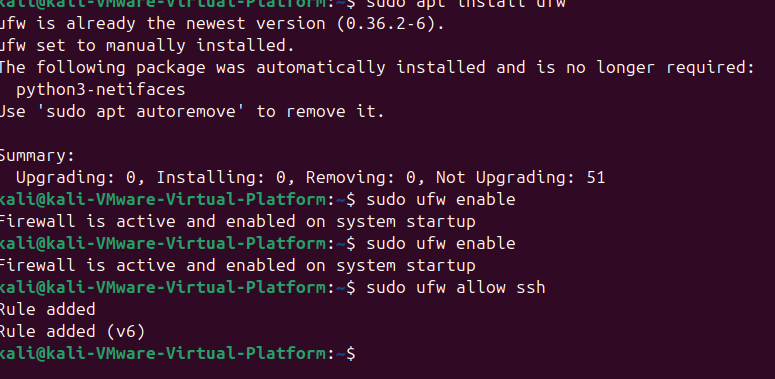 kali@kali-VMware-Virtual-Platform:~$ sudo apt install ufw
ufw is already the newest version (0.36.2-6).
ufw set to manually installed.
The following package was automatically installed and is no longer required:
  python3-netifaces
Use 'sudo apt autoremove' to remove it.

Summary:
  Upgrading: 0, Installing: 0, Removing: 0, Not Upgrading: 51
kali@kali-VMware-Virtual-Platform:~$ sudo ufw enable
Firewall is active and enabled on system startup
kali@kali-VMware-Virtual-Platform:~$ sudo ufw enable
Firewall is active and enabled on system startup
kali@kali-VMware-Virtual-Platform:~$ sudo ufw allow ssh
Rule added
Rule added (v6)
kali@kali-VMware-Virtual-Platform:~$